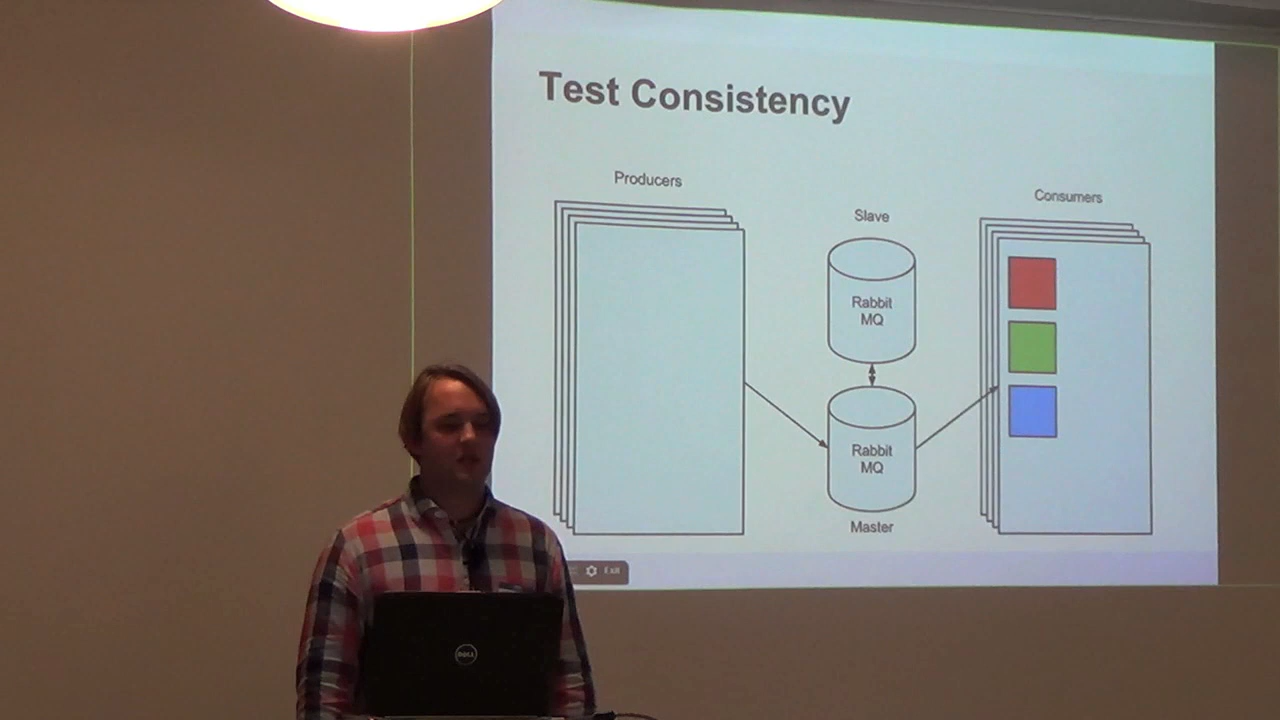 Test Consistency
Producers
Consumers
Slave
Rabbit
MQ
Rabbit
MQ
Master
Exit
DELL